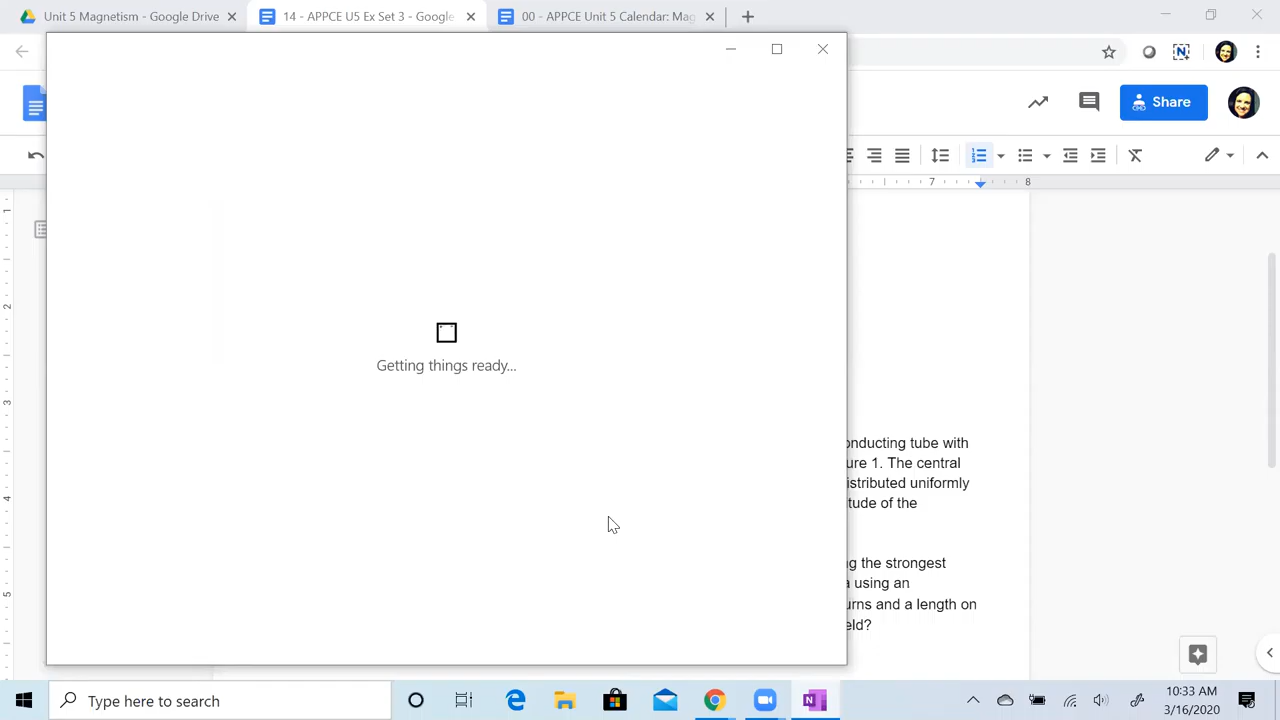 Unit 5 Magnetism - Google Drive
14 - APPCE U5 Ex Set 3 - Google
00 - APPCE Unit 5 Calendar: Mag
N
Share
7
8
1
2
3
4
5
Getting things ready...
onducting tube with
ure 1. The central
istributed uniformly
tude of the
ng the strongest
a using an
urns and a length on
eld?
Type here to search
N
10:33 AM
3/16/2020